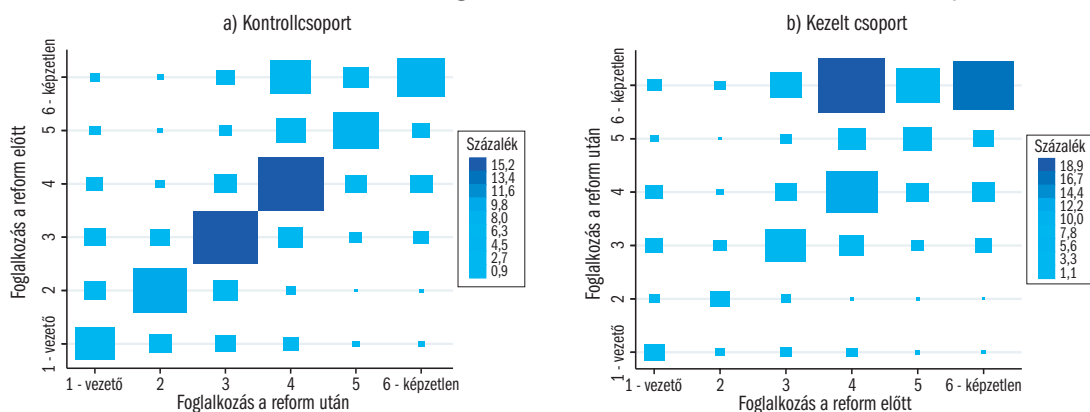 a) Kontrollcsoport
Foglalkozás a reform előtt
6 - képzetlen
5
4
3
2
1 - vezető
1 - vezető 2 3 4 5 6 - képzetlen
Foglalkozás a reform után
Százalék
15,2
13,4
11,6
9,8
8,0
6,3
4,5
2,7
0,9
b) Kezelt csoport
Foglalkozás a reform után
6 - képzetlen
5
4
3
2
1 - vezető
1 - vezető 2 3 4 5 6 - képzetlen
Foglalkozás a reform előtt
Százalék
18,9
16,7
14,4
12,2
10,0
7,8
5,6
3,3
1,1